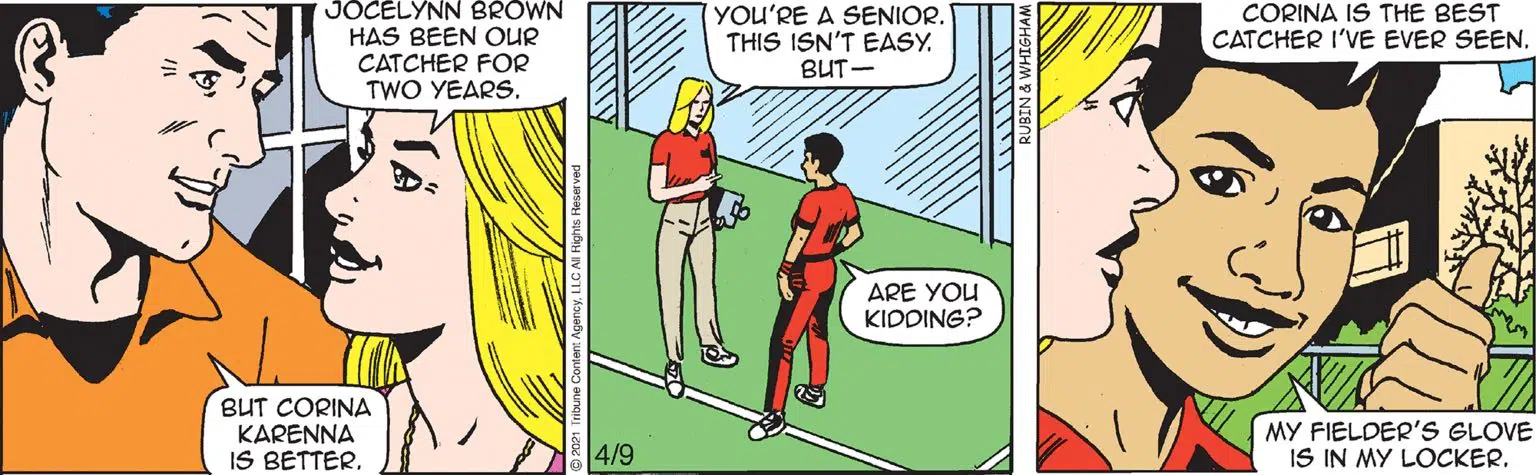 JOCELYNN BROWN
HAS BEEN OUR
CATCHER FOR
TWO YEARS.
BUT CORINA
KARENNA
IS BETTER.
© 2021 Tribune Content Agency, LLC All Rights Reserved
YOU'RE A SENIOR.
THIS ISN'T EASY.
BUT—
ARE YOU
KIDDING?
4/9
RUBIN & WHIGHAM
CORINA IS THE BEST
CATCHER I'VE EVER SEEN.
MY FIELDER'S GLOVE
IS IN MY LOCKER.